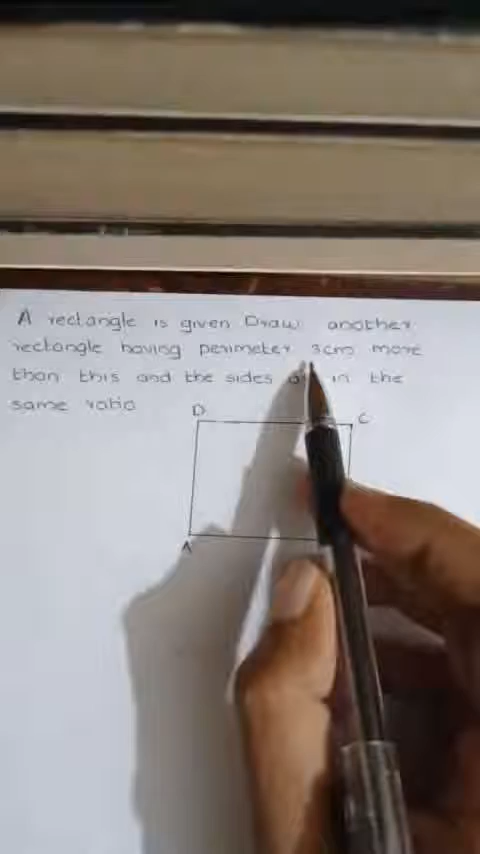 A rectangle is given Draw another
rectangle having perimeter 3cm more
than this and the sides in the
same ratio
D
C
A